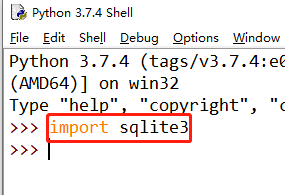 Python 3.7.4 Shell
File Edit Shell Debug Options Window
Python 3.7.4 (tags/v3.7.4:e0
(AMD64)] on win32
Type "help", "copyright", "c
>>> import sqlite3
>>>